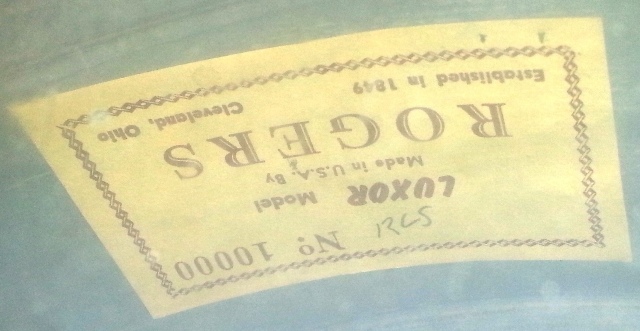 Nº 10000
LUXOR Model
Made in U.S.A. By
ROGERS
Established in 1849 Cleveland, Ohio